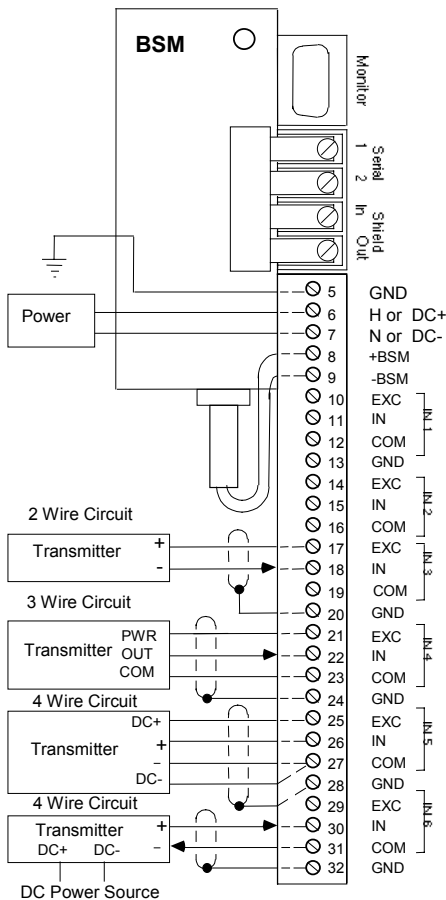 BSM
Monitor
Serial
1 2
Shield
In Out
5 GND
Power 6 H or DC+
7 N or DC-
8 +BSM
9 -BSM
10 EXC
11 IN
12 COM
IN 1
13 GND
14 EXC
15 IN
16 COM
IN 2
2 Wire Circuit
Transmitter + 17 EXC
- 18 IN
19 COM
IN 3
20 GND
3 Wire Circuit
Transmitter PWR 21 EXC
OUT 22 IN
COM 23 COM
IN 4
24 GND
4 Wire Circuit
Transmitter DC+ 25 EXC
+ 26 IN
– 27 COM
IN 5
DC- 28 GND
4 Wire Circuit
29 EXC
Transmitter + 30 IN
DC+ DC- – 31 COM
IN 6
32 GND
DC Power Source